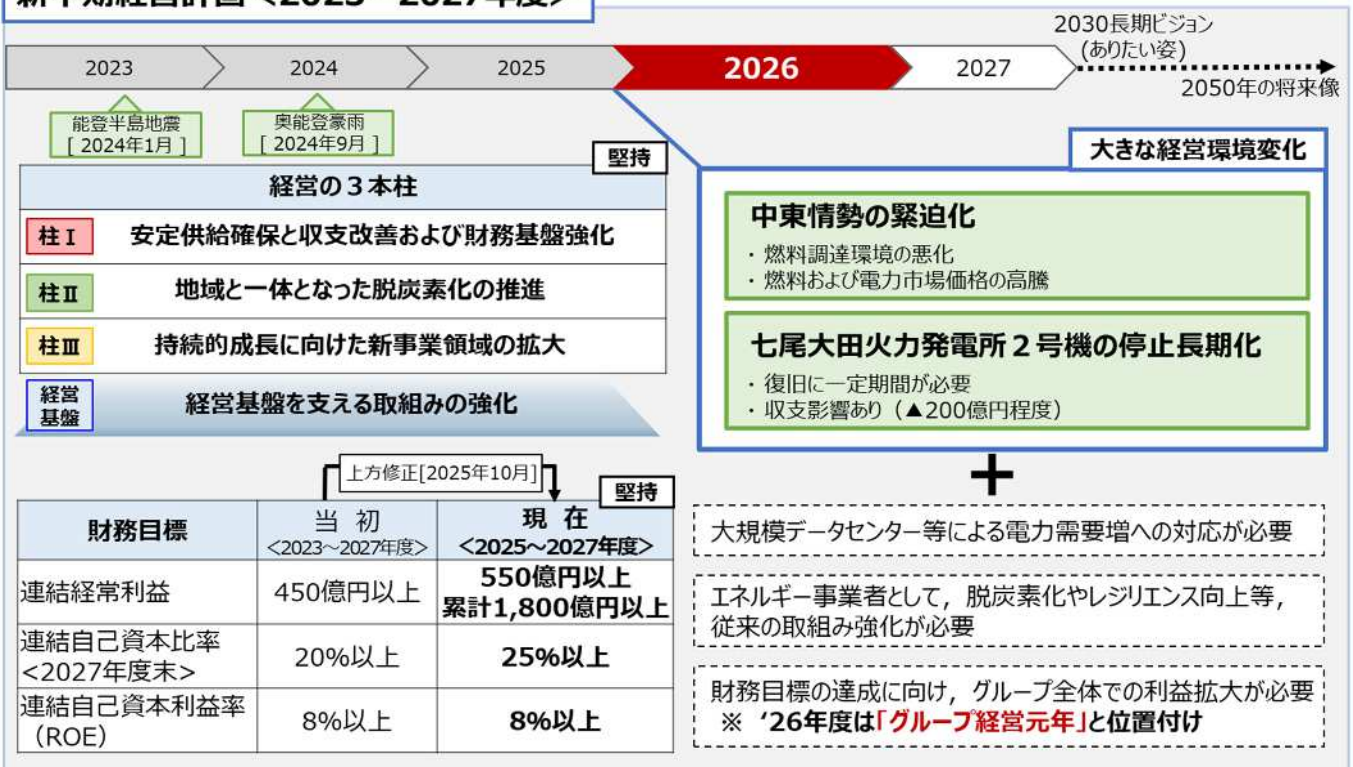 新中期経営計画<2023~2027年度>
2030長期ビジョン
(ありたい姿)
2023
2024
2025
2026
2027
2050年の将来像
能登半島地震
[ 2024年1月 ]
奥能登豪雨
[ 2024年9月 ]
堅持
経営の3本柱
柱Ⅰ 安定供給確保と収支改善および財務基盤強化
柱Ⅱ 地域と一体となった脱炭素化の推進
柱Ⅲ 持続的成長に向けた新事業領域の拡大
経営
基盤
経営基盤を支える取組みの強化
大きな経営環境変化
中東情勢の緊迫化
・燃料調達環境の悪化
・燃料および電力市場価格の高騰
七尾大田火力発電所2号機の停止長期化
・復旧に一定期間が必要
・収支影響あり(▲200億円程度)
+
上方修正[2025年10月]
堅持
財務目標
当 初
<2023~2027年度>
現 在
<2025~2027年度>
連結経常利益
450億円以上
550億円以上
累計1,800億円以上
連結自己資本比率
<2027年度末>
20%以上
25%以上
連結自己資本利益率
(ROE)
8%以上
8%以上
大規模データセンター等による電力需要増への対応が必要
エネルギー事業者として,脱炭素化やレジリエンス向上等,
従来の取組み強化が必要
財務目標の達成に向け,グループ全体での利益拡大が必要
※ '26年度は「グループ経営元年」と位置付け